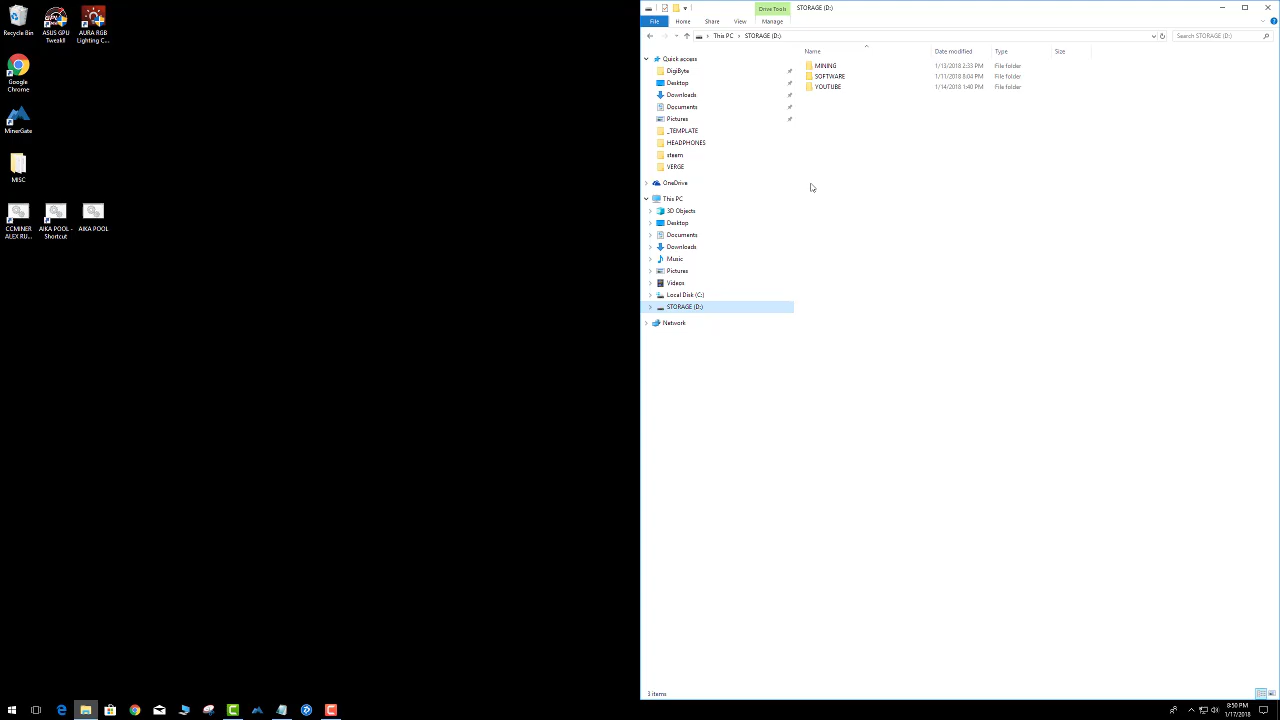 Recycle Bin
ASUS GPU TweakII
AURA RGB Lighting C...
Google Chrome
MinerGate
MISC
CCMINER ALEX RU...
AIKA POOL - Shortcut
AIKA POOL
Drive Tools
STORAGE (D:)
File
Home
Share
View
Manage
This PC
STORAGE (D:)
Search STORAGE (D:)
Name
Date modified
Type
Size
MINING
1/13/2018 2:33 PM
File folder
SOFTWARE
1/11/2018 8:04 PM
File folder
YOUTUBE
1/14/2018 1:40 PM
File folder
Quick access
DigiByte
Desktop
Downloads
Documents
Pictures
_TEMPLATE
HEADPHONES
steam
VERGE
OneDrive
This PC
3D Objects
Desktop
Documents
Downloads
Music
Pictures
Videos
Local Disk (C:)
STORAGE (D:)
Network
3 items
8:50 PM
1/17/2018